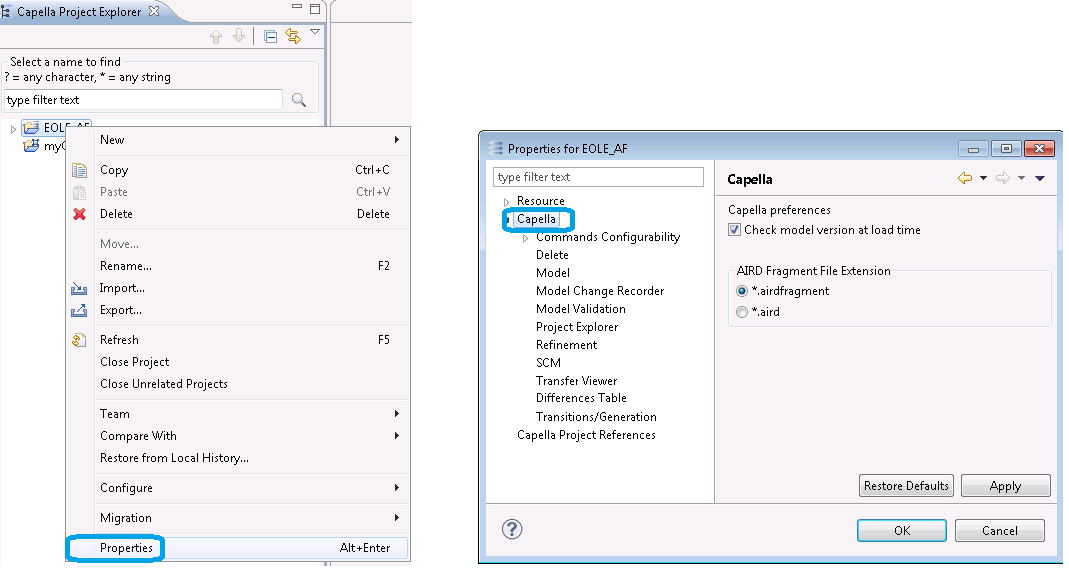 Capella Project Explorer
Select a name to find
? = any character, * = any string
type filter text
EOLE_AF
New
Copy Ctrl+C
Paste Ctrl+V
Delete Delete
Move...
Rename... F2
Import...
Export...
Refresh F5
Close Project
Close Unrelated Projects
Team
Compare With
Restore from Local History...
Configure
Migration
Properties Alt+Enter
Properties for EOLE_AF
type filter text
Resource
Capella
Commands Configurability
Delete
Model
Model Change Recorder
Model Validation
Project Explorer
Refinement
SCM
Transfer Viewer
Differences Table
Transitions/Generation
Capella Project References
Capella
Capella preferences
Check model version at load time
AIRD Fragment File Extension
*.airdfragment
*.aird
Restore Defaults Apply
? OK Cancel